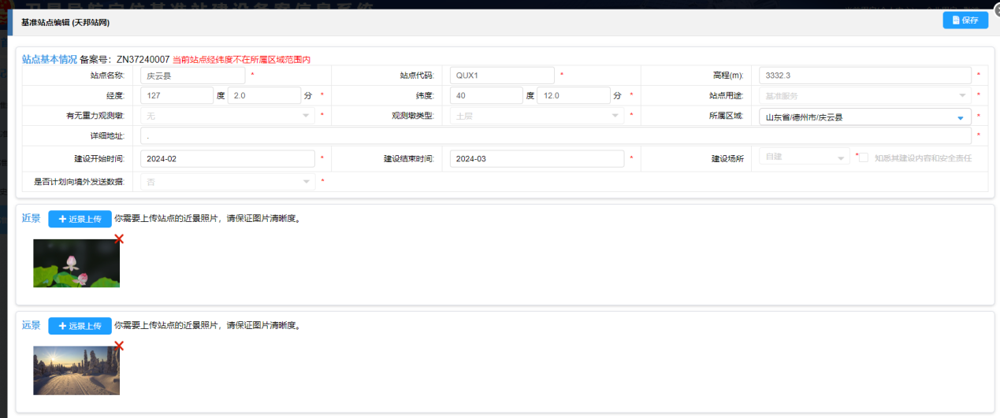 基准站点编辑 (天邦站网)
保存
站点基本情况 备案号：ZN37240007 当前站点经纬度不在所属区域范围内
站点名称: 庆云县 * 站点代码: QUX1 * 高程(m): 3332.3 *
经度: 127 度 2.0 分 * 纬度: 40 度 12.0 分 * 站点用途: 基准服务 *
有无重力观测墩: 无 * 观测墩类型: 土层 * 所属区域: 山东省/德州市/庆云县 *
详细地址: . *
建设开始时间: 2024-02 * 建设结束时间: 2024-03 * 建设场所 自建 * 知悉其建设内容和安全责任
是否计划向境外发送数据: 否 *
近景 近景上传 你需要上传站点的近景照片，请保证图片清晰度。
远景 远景上传 你需要上传站点的近景照片，请保证图片清晰度。